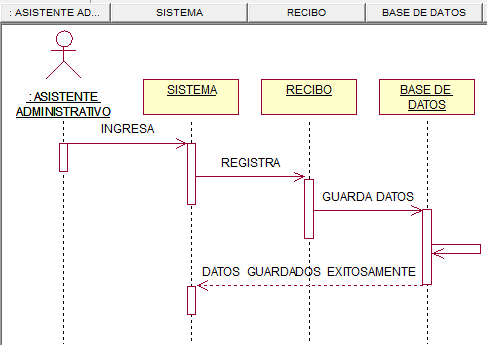 : ASISTENTE AD... SISTEMA RECIBO BASE DE DATOS
: ASISTENTE
ADMINISTRATIVO
SISTEMA
RECIBO
BASE DE
DATOS
INGRESA
REGISTRA
GUARDA DATOS
DATOS GUARDADOS EXITOSAMENTE